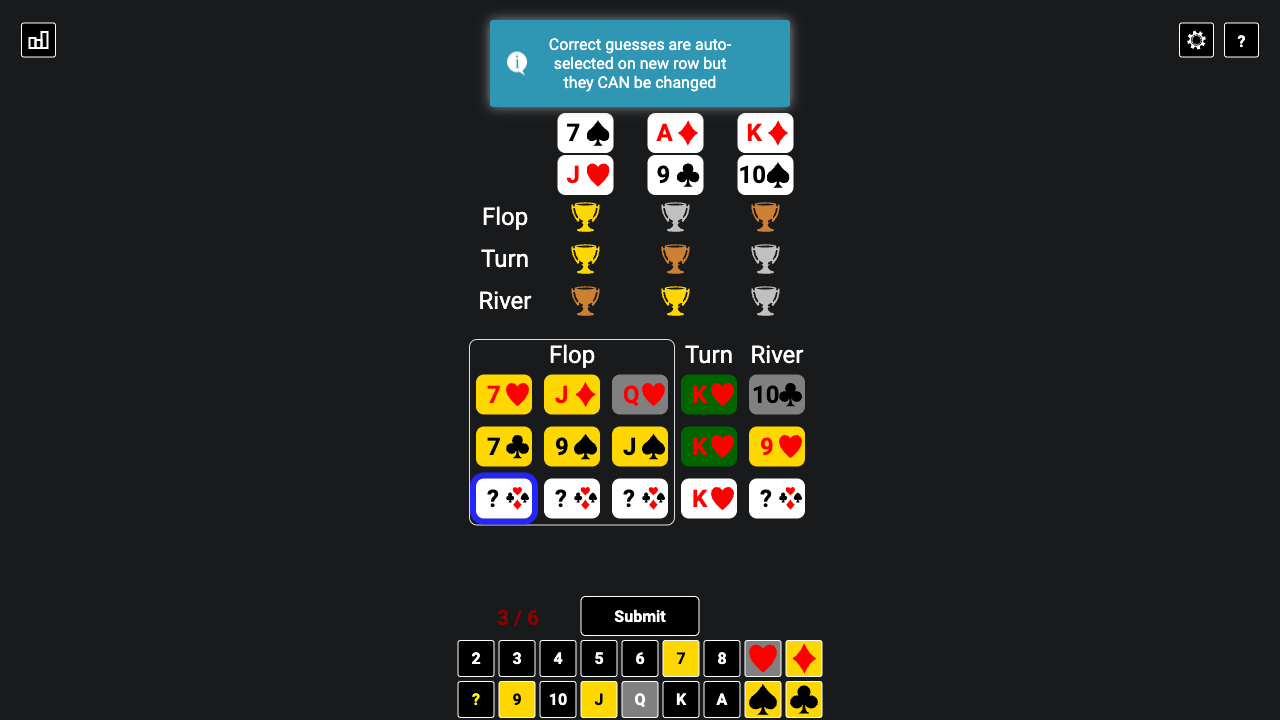 Correct guesses are auto-
selected on new row but
they CAN be changed
?
7 A K
J 9 10
Flop
Turn
River
Flop Turn River
7 J Q K 10
7 9 J K 9
? ? ? K ?
3 / 6 Submit
2 3 4 5 6 7 8
? 9 10 J Q K A